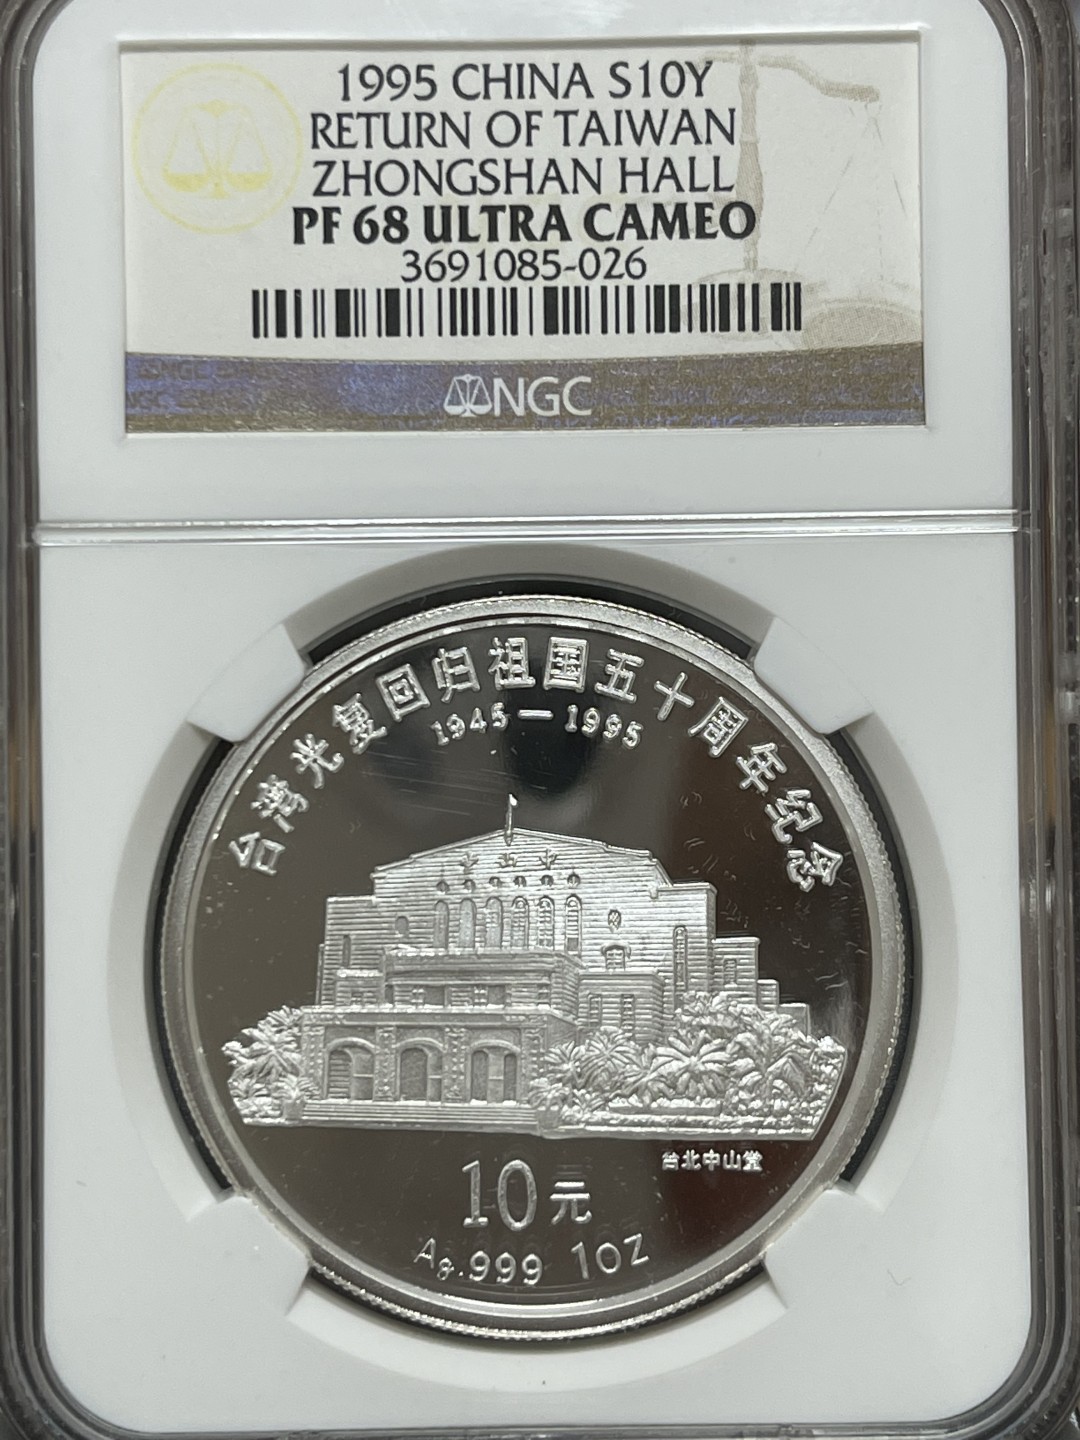 1995 CHINA S10Y
RETURN OF TAIWAN
ZHONGSHAN HALL
PF 68 ULTRA CAMEO
3691085-026
NGC
NGC
台湾光复回归祖国五十周年纪念
1945—1995
台北中山堂
10元
Ag.999 1oz